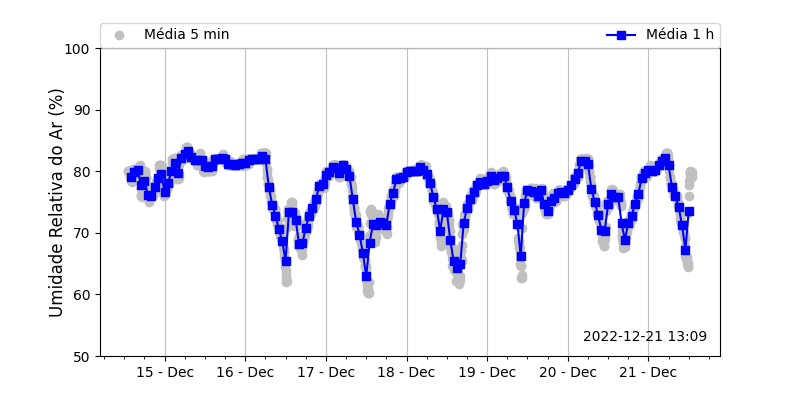 Média 5 min
Média 1 h
Umidade Relativa do Ar (%)
100
90
80
70
60
50
2022-12-21 13:09
15 - Dec
16 - Dec
17 - Dec
18 - Dec
19 - Dec
20 - Dec
21 - Dec